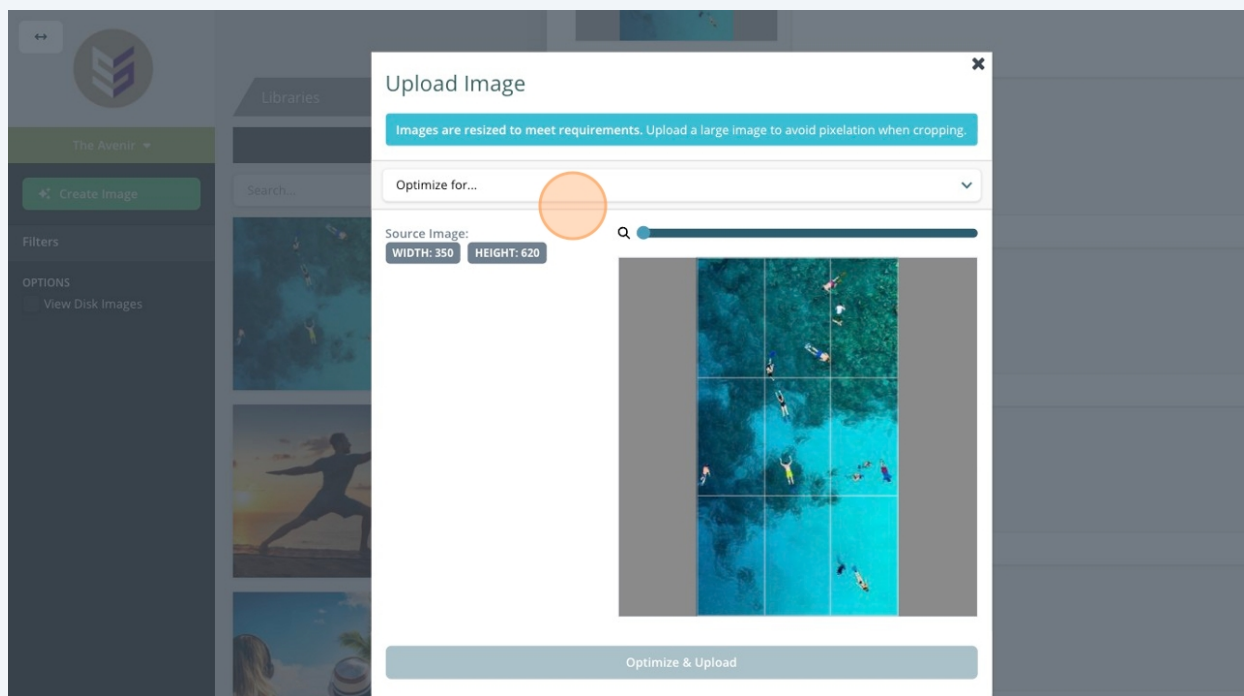 Upload Image
Images are resized to meet requirements. Upload a large image to avoid pixelation when cropping.
Libraries
The Avenir
Create Image
Search...
Optimize for...
Filters
Source Image:
WIDTH: 350 HEIGHT: 620
OPTIONS
View Disk Images
Optimize & Upload